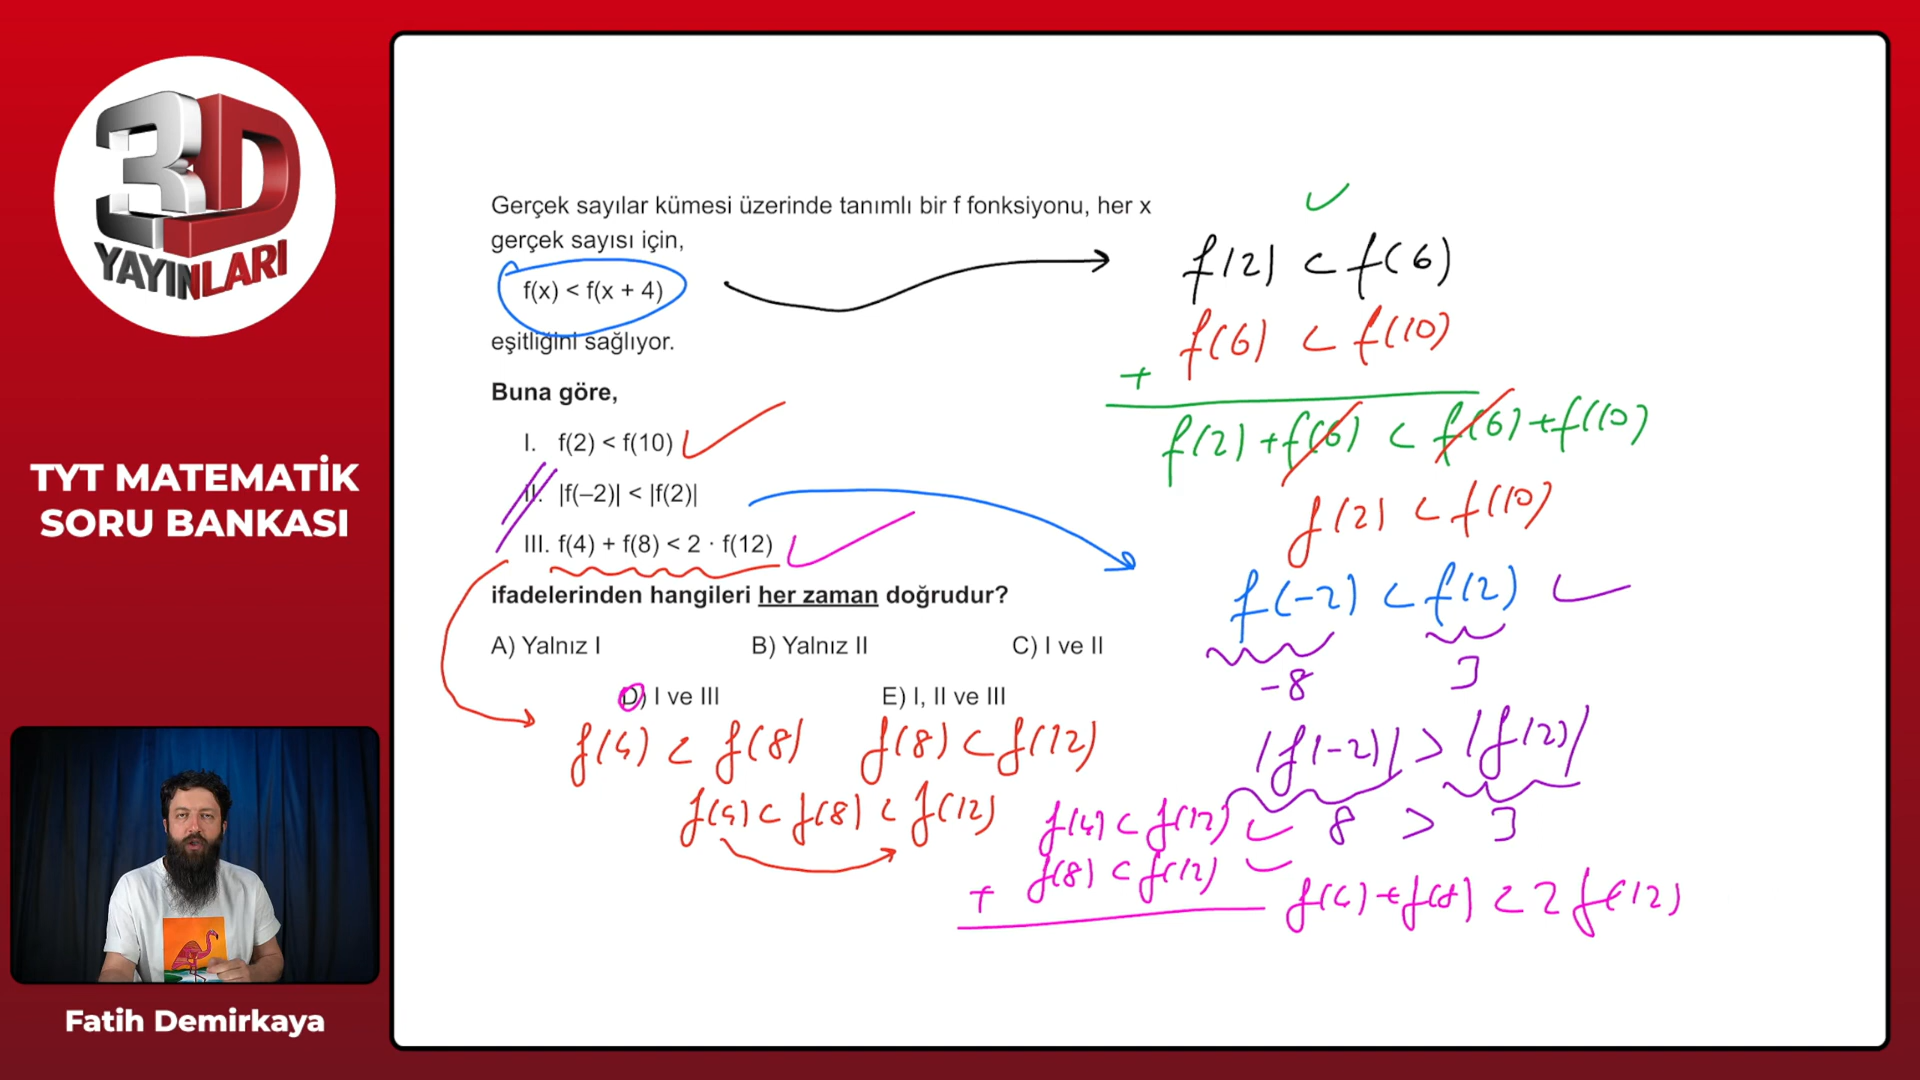 3D
YAYINLARI
TYT MATEMATİK
SORU BANKASI
Fatih Demirkaya
Gerçek sayılar kümesi üzerinde tanımlı bir f fonksiyonu, her x
gerçek sayısı için,
f(x) < f(x + 4)
eşitliğini sağlıyor.
Buna göre,
I. f(2) < f(10)
II. |f(–2)| < |f(2)|
III. f(4) + f(8) < 2 · f(12)
ifadelerinden hangileri her zaman doğrudur?
A) Yalnız I B) Yalnız II C) I ve II
D) I ve III E) I, II ve III
f(4) < f(8) f(8) < f(12)
f(4) < f(8) < f(12)
f(2) < f(6)
f(6) < f(10)
+
f(2) + f(6) < f(6) + f(10)
f(2) < f(10)
f(-2) < f(2)
-8 3
|f(-2)| > |f(2)|
8 > 3
f(4) < f(12)
+ f(8) < f(12)
f(4) + f(8) < 2 f(12)